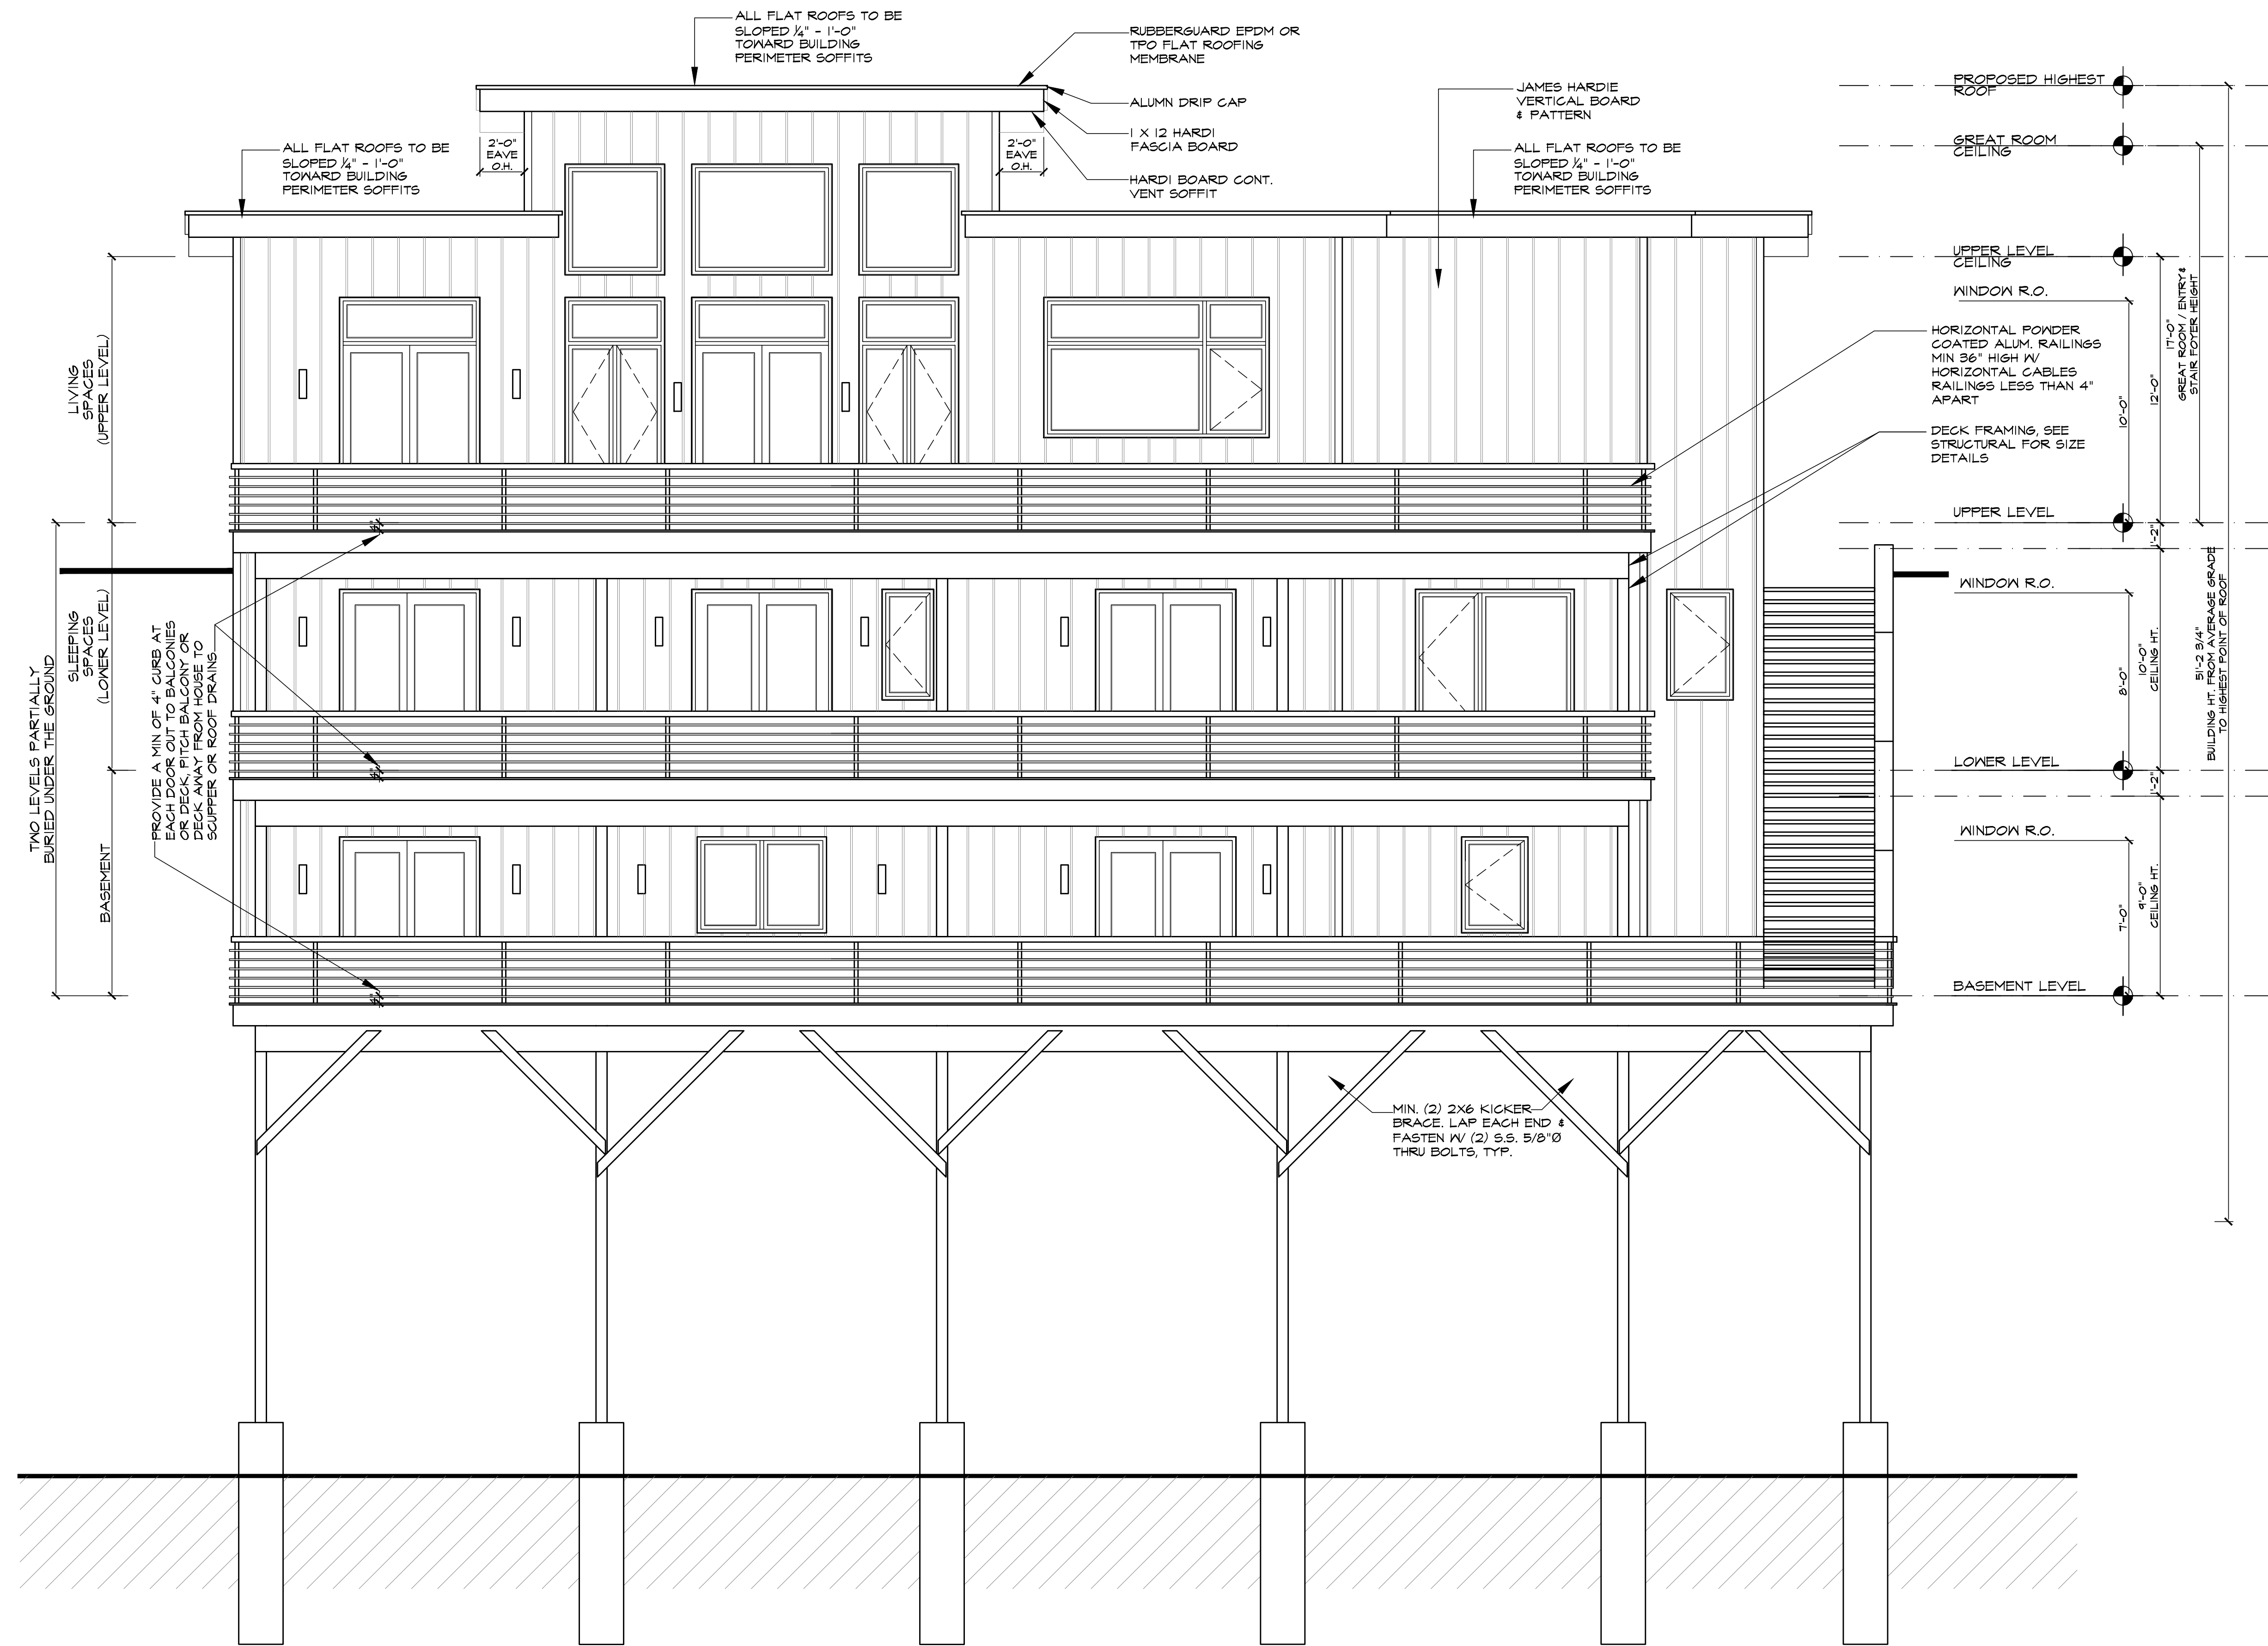 ALL FLAT ROOFS TO BE
SLOPED 1/4" - 1'-0"
TOWARD BUILDING
PERIMETER SOFFITS
RUBBERGUARD EPDM OR
TPO FLAT ROOFING
MEMBRANE
ALUMN DRIP CAP
1 X 12 HARDI
FASCIA BOARD
HARDI BOARD CONT.
VENT SOFFIT
JAMES HARDIE
VERTICAL BOARD
& PATTERN
ALL FLAT ROOFS TO BE
SLOPED 1/4" - 1'-0"
TOWARD BUILDING
PERIMETER SOFFITS
2'-0"
EAVE
O.H.
2'-0"
EAVE
O.H.
ALL FLAT ROOFS TO BE
SLOPED 1/4" - 1'-0"
TOWARD BUILDING
PERIMETER SOFFITS
PROPOSED HIGHEST
ROOF
GREAT ROOM
CEILING
UPPER LEVEL
CEILING
WINDOW R.O.
HORIZONTAL POWDER
COATED ALUM. RAILINGS
MIN 36" HIGH W/
HORIZONTAL CABLES
RAILINGS LESS THAN 4"
APART
DECK FRAMING, SEE
STRUCTURAL FOR SIZE
DETAILS
UPPER LEVEL
WINDOW R.O.
LOWER LEVEL
WINDOW R.O.
BASEMENT LEVEL
10'-0"
12'-0"
17'-0"
GREAT ROOM / ENTRY &
STAIR FOYER HEIGHT
1'-2"
8'-0"
10'-0"
CEILING HT.
51'-2 3/4"
BUILDING HT. FROM AVERAGE GRADE
TO HIGHEST POINT OF ROOF
1'-2"
7'-0"
9'-0"
CEILING HT.
LIVING
SPACES
(UPPER LEVEL)
SLEEPING
SPACES
(LOWER LEVEL)
TWO LEVELS PARTIALLY
BURIED UNDER THE GROUND
BASEMENT
PROVIDE A MIN OF 4" CURB AT
EACH DOOR OUT TO BALCONIES
OR DECK, PITCH BALCONY OR
DECK AWAY FROM HOUSE TO
SCUPPER OR ROOF DRAINS
4"
4"
4"
MIN. (2) 2X6 KICKER
BRACE. LAP EACH END &
FASTEN W/ (2) S.S. 5/8"Ø
THRU BOLTS, TYP.